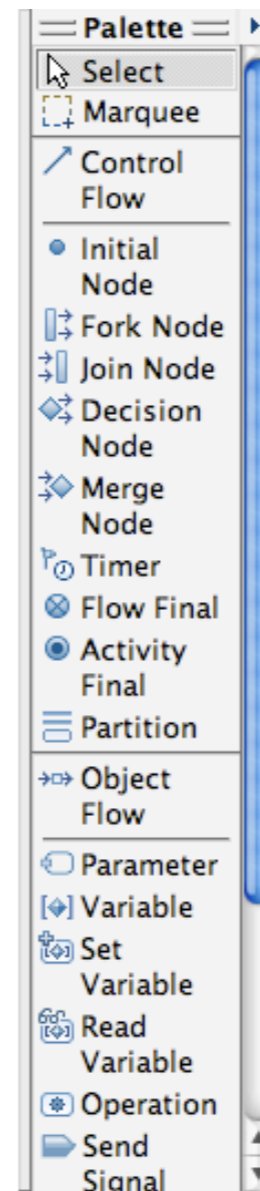 Palette
Select
Marquee
Control
Flow
Initial
Node
Fork Node
Join Node
Decision
Node
Merge
Node
Timer
Flow Final
Activity
Final
Partition
Object
Flow
Parameter
Variable
Set
Variable
Read
Variable
Operation
Send
Signal